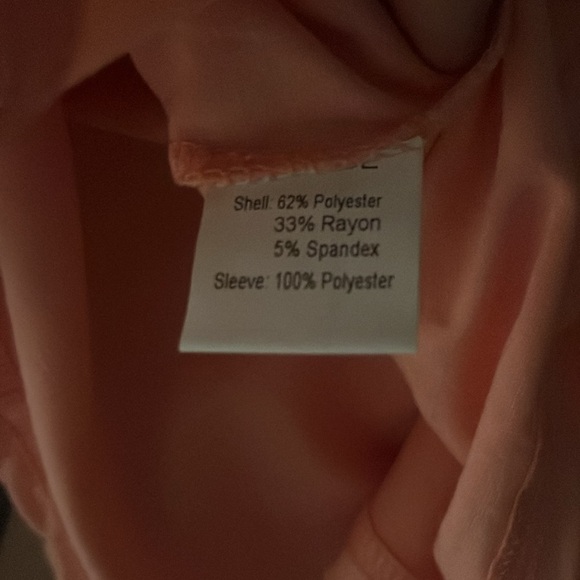 Shell: 62% Polyester
33% Rayon
5% Spandex
Sleeve: 100% Polyester